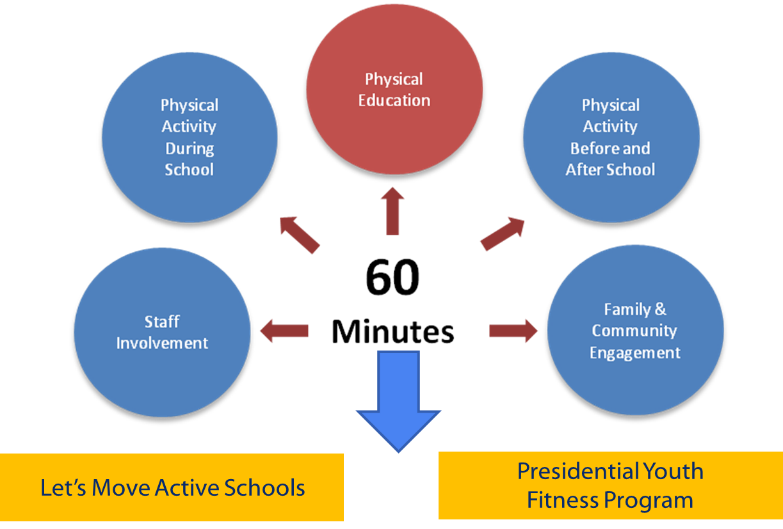 Physical
Education
Physical
Activity
During
School
Physical
Activity
Before and
After School
60
Minutes
Staff
Involvement
Family &
Community
Engagement
Let's Move Active Schools
Presidential Youth
Fitness Program